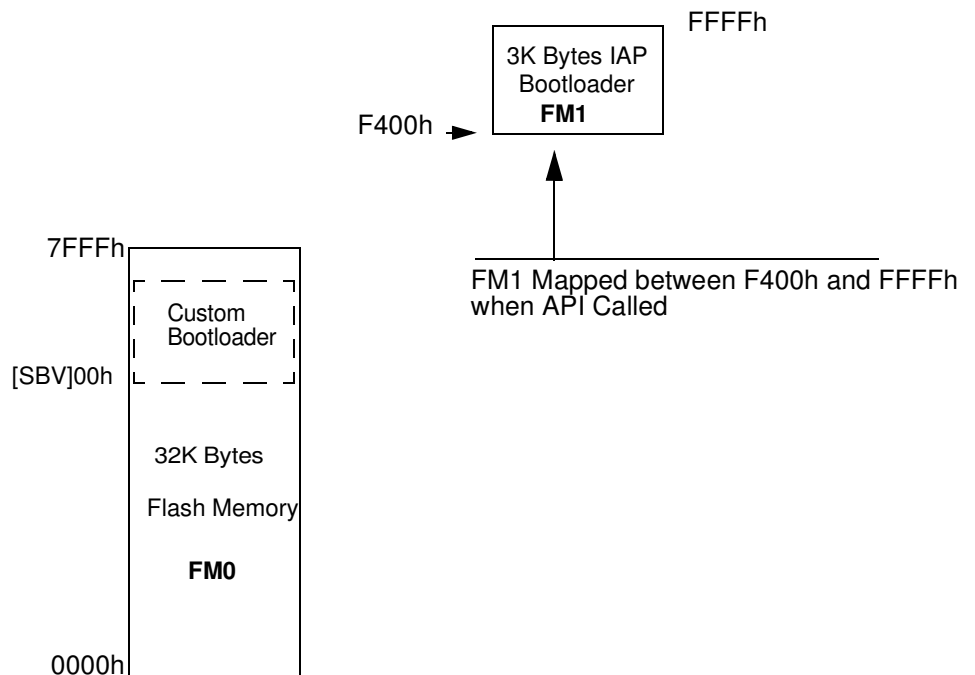 FFFFh
3K Bytes IAP
Bootloader
FM1
F400h
7FFFh
FM1 Mapped between F400h and FFFFh
when API Called
Custom
Bootloader
[SBV]00h
32K Bytes
Flash Memory
FM0
0000h